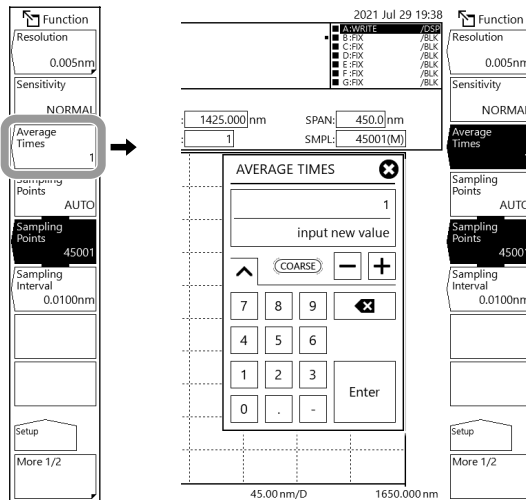 Function
Resolution
0.005nm
Sensitivity
NORMAL
Average
Times
1
Sampling
Points
AUTO
Sampling
Points
45001
Sampling
Interval
0.0100nm
Setup
More 1/2
2021 Jul 29 19:38
A:WRITE /DSP
B:FIX /BLK
C:FIX /BLK
D:FIX /BLK
E:FIX /BLK
F:FIX /BLK
G:FIX /BLK
: 1425.000 nm SPAN: 450.0 nm
: 1 SMPL: 45001(M)
AVERAGE TIMES
1
input new value
COARSE
7 8 9
4 5 6
1 2 3
Enter
0 . -
45.00 nm/D 1650.000 nm
Function
Resolution
0.005nm
Sensitivity
NORMAL
Average
Times
Sampling
Points
AUTO
Sampling
Points
45001
Sampling
Interval
0.0100nm
Setup
More 1/2